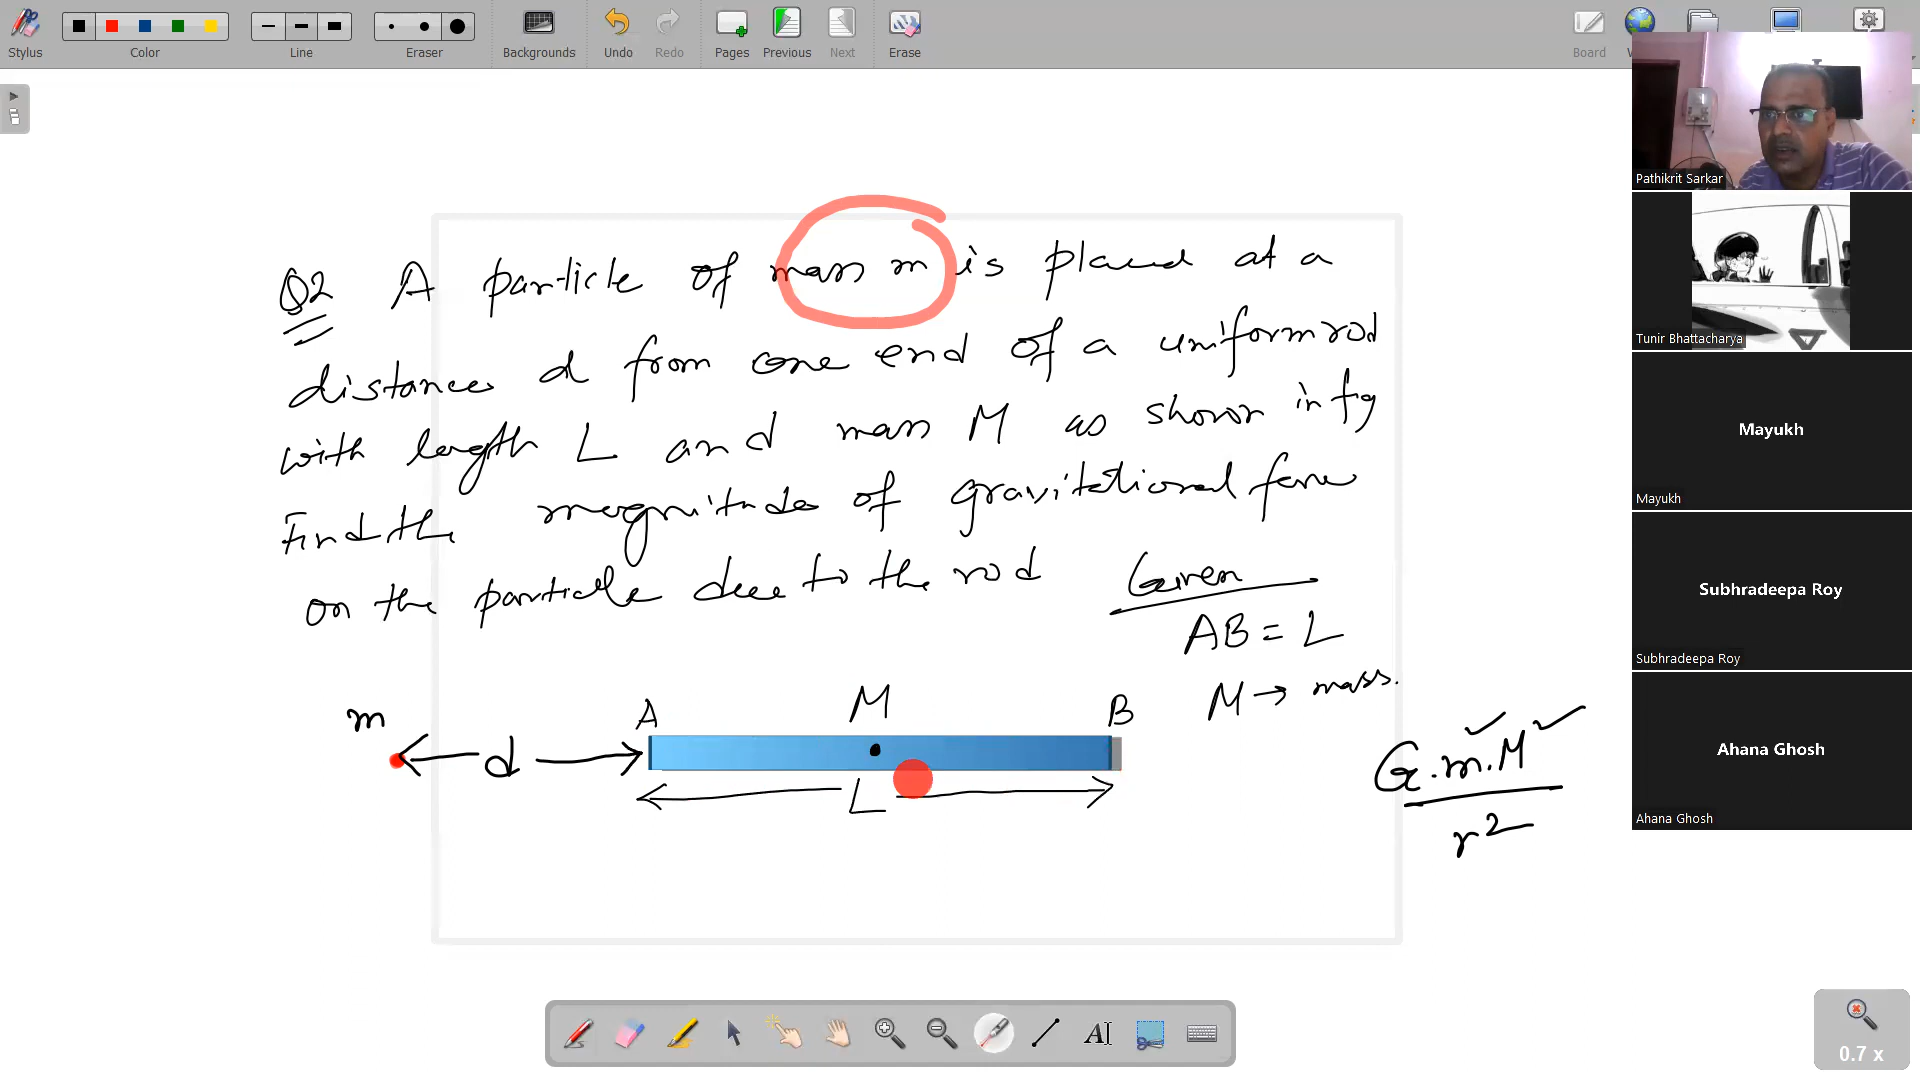 Stylus
Color
Line
Eraser
Backgrounds
Undo
Redo
Pages
Previous
Next
Erase
Board
Q2 A particle of mass m is placed at a
distance d from one end of a uniform rod
with length L and mass M as shown in fig
Find the magnitude of gravitational force
on the particle due to the rod
Given
AB = L
M → mass.
m
A
M
B
d
L
G.m.M
r²
Pathikrit Sarkar
Tunir Bhattacharya
Mayukh
Mayukh
Subhradeepa Roy
Subhradeepa Roy
Ahana Ghosh
Ahana Ghosh
0.7 x